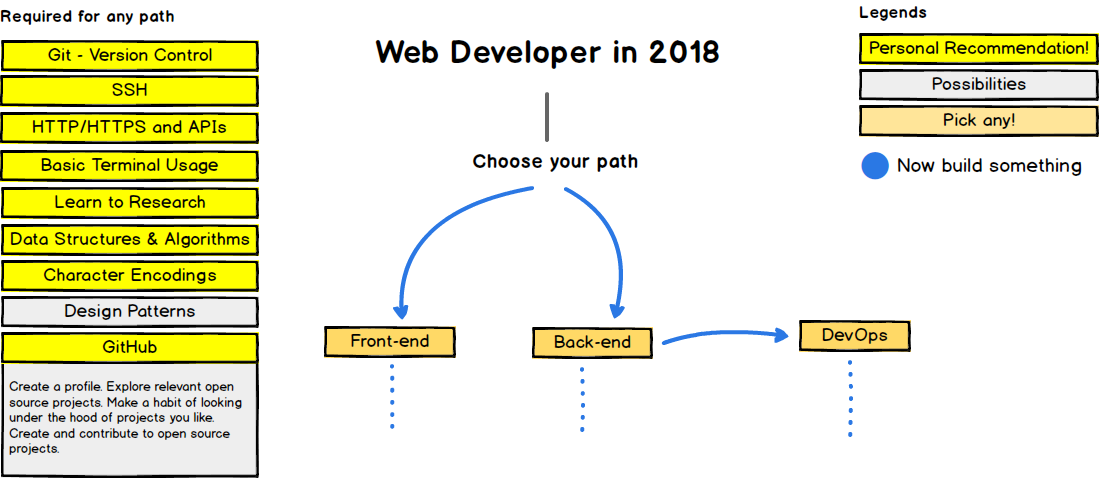 Required for any path
Git - Version Control
SSH
HTTP/HTTPS and APIs
Basic Terminal Usage
Learn to Research
Data Structures & Algorithms
Character Encodings
Design Patterns
GitHub
Create a profile. Explore relevant open
source projects. Make a habit of looking
under the hood of projects you like.
Create and contribute to open source
projects.
Web Developer in 2018
Choose your path
Front-end
Back-end
DevOps
Legends
Personal Recommendation!
Possibilities
Pick any!
Now build something